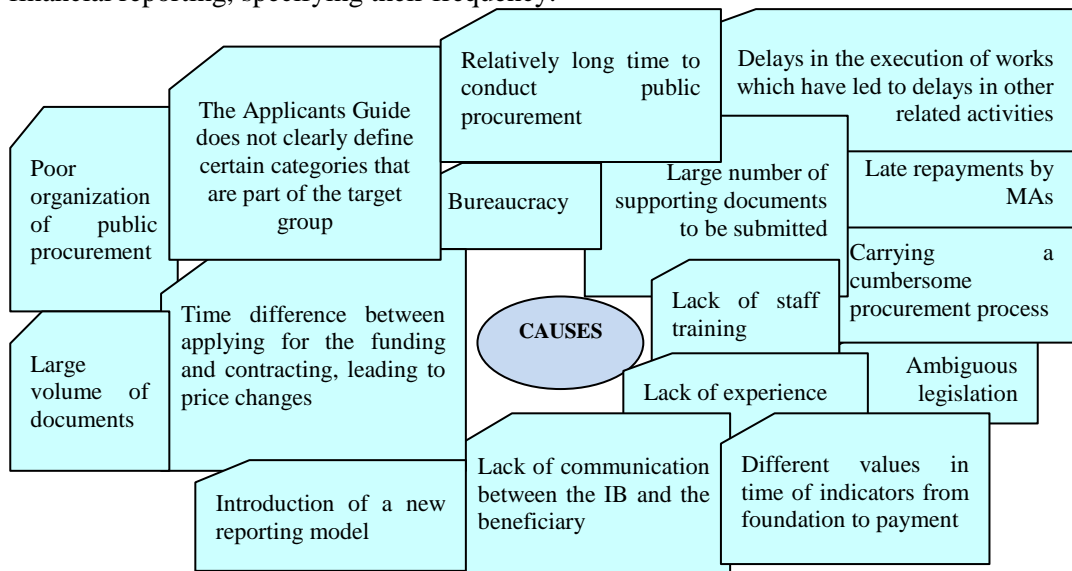 financial reporting, specifying their frequency.
Relatively long time to
conduct public
procurement
Delays in the execution of works
which have led to delays in other
related activities
The Applicants Guide
does not clearly define
certain categories that
are part of the target
group
Poor
organization
of public
procurement
Bureaucracy
Large number of
supporting documents
to be submitted
Late repayments by
MAs
Carrying a
cumbersome
procurement process
Time difference between
applying for the funding
and contracting, leading to
price changes
CAUSES
Lack of staff
training
Large
volume of
documents
Lack of experience
Ambiguous
legislation
Introduction of a new
reporting model
Lack of communication
between the IB and the
beneficiary
Different values in
time of indicators from
foundation to payment